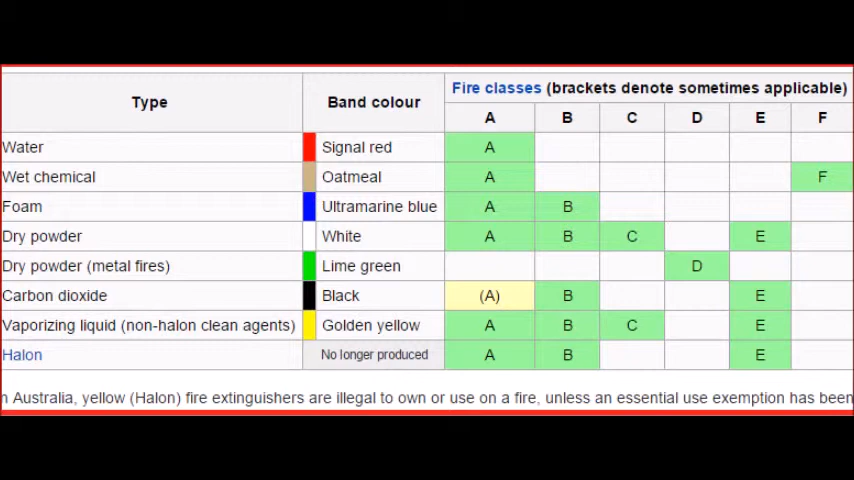 Type Band colour Fire classes (brackets denote sometimes applicable)
A B C D E F
Water Signal red A
Wet chemical Oatmeal A F
Foam Ultramarine blue A B
Dry powder White A B C E
Dry powder (metal fires) Lime green D
Carbon dioxide Black (A) B E
Vaporizing liquid (non-halon clean agents) Golden yellow A B C E
Halon No longer produced A B E
n Australia, yellow (Halon) fire extinguishers are illegal to own or use on a fire, unless an essential use exemption has been